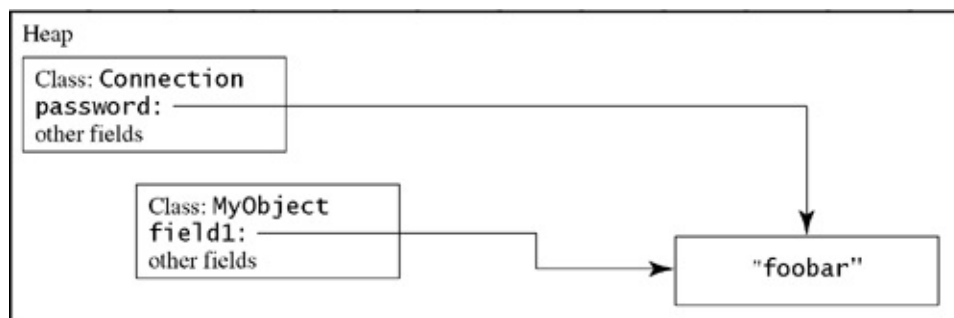 Heap
Class: Connection
password:
other fields
Class: MyObject
field1:
other fields
"foobar"